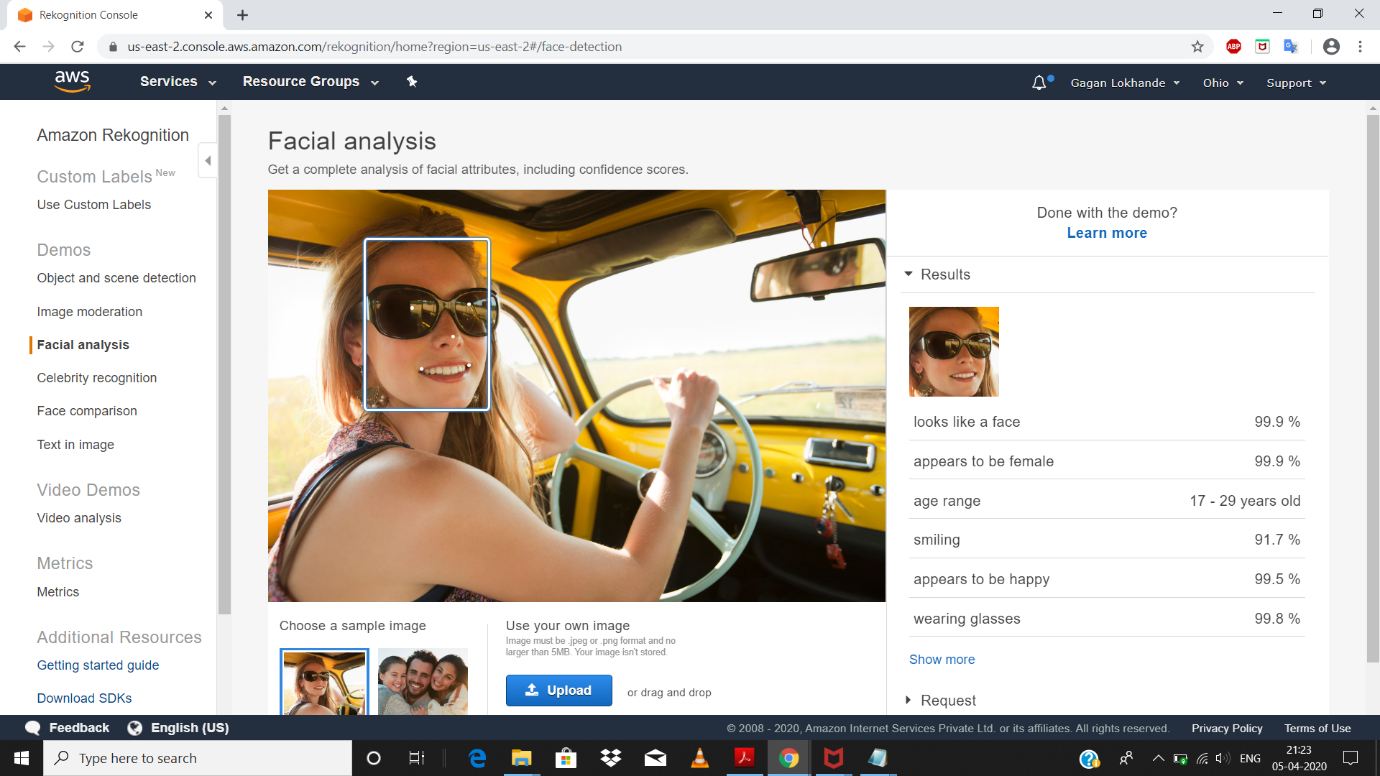 Rekognition Console
us-east-2.console.aws.amazon.com/rekognition/home?region=us-east-2#/face-detection
ABP
aws
Services
Resource Groups
Gagan Lokhande
Ohio
Support
Amazon Rekognition
Custom Labels New
Use Custom Labels
Demos
Object and scene detection
Image moderation
Facial analysis
Celebrity recognition
Face comparison
Text in image
Video Demos
Video analysis
Metrics
Metrics
Additional Resources
Getting started guide
Download SDKs
Facial analysis
Get a complete analysis of facial attributes, including confidence scores.
Choose a sample image
Use your own image
Image must be .jpeg or .png format and no
larger than 5MB. Your image isn't stored.
Upload or drag and drop
Done with the demo?
Learn more
Results
looks like a face 99.9 %
appears to be female 99.9 %
age range 17 - 29 years old
smiling 91.7 %
appears to be happy 99.5 %
wearing glasses 99.8 %
Show more
Request
Feedback
English (US)
© 2008 - 2020, Amazon Internet Services Private Ltd. or its affiliates. All rights reserved.
Privacy Policy
Terms of Use
Type here to search
ENG
21:23
05-04-2020